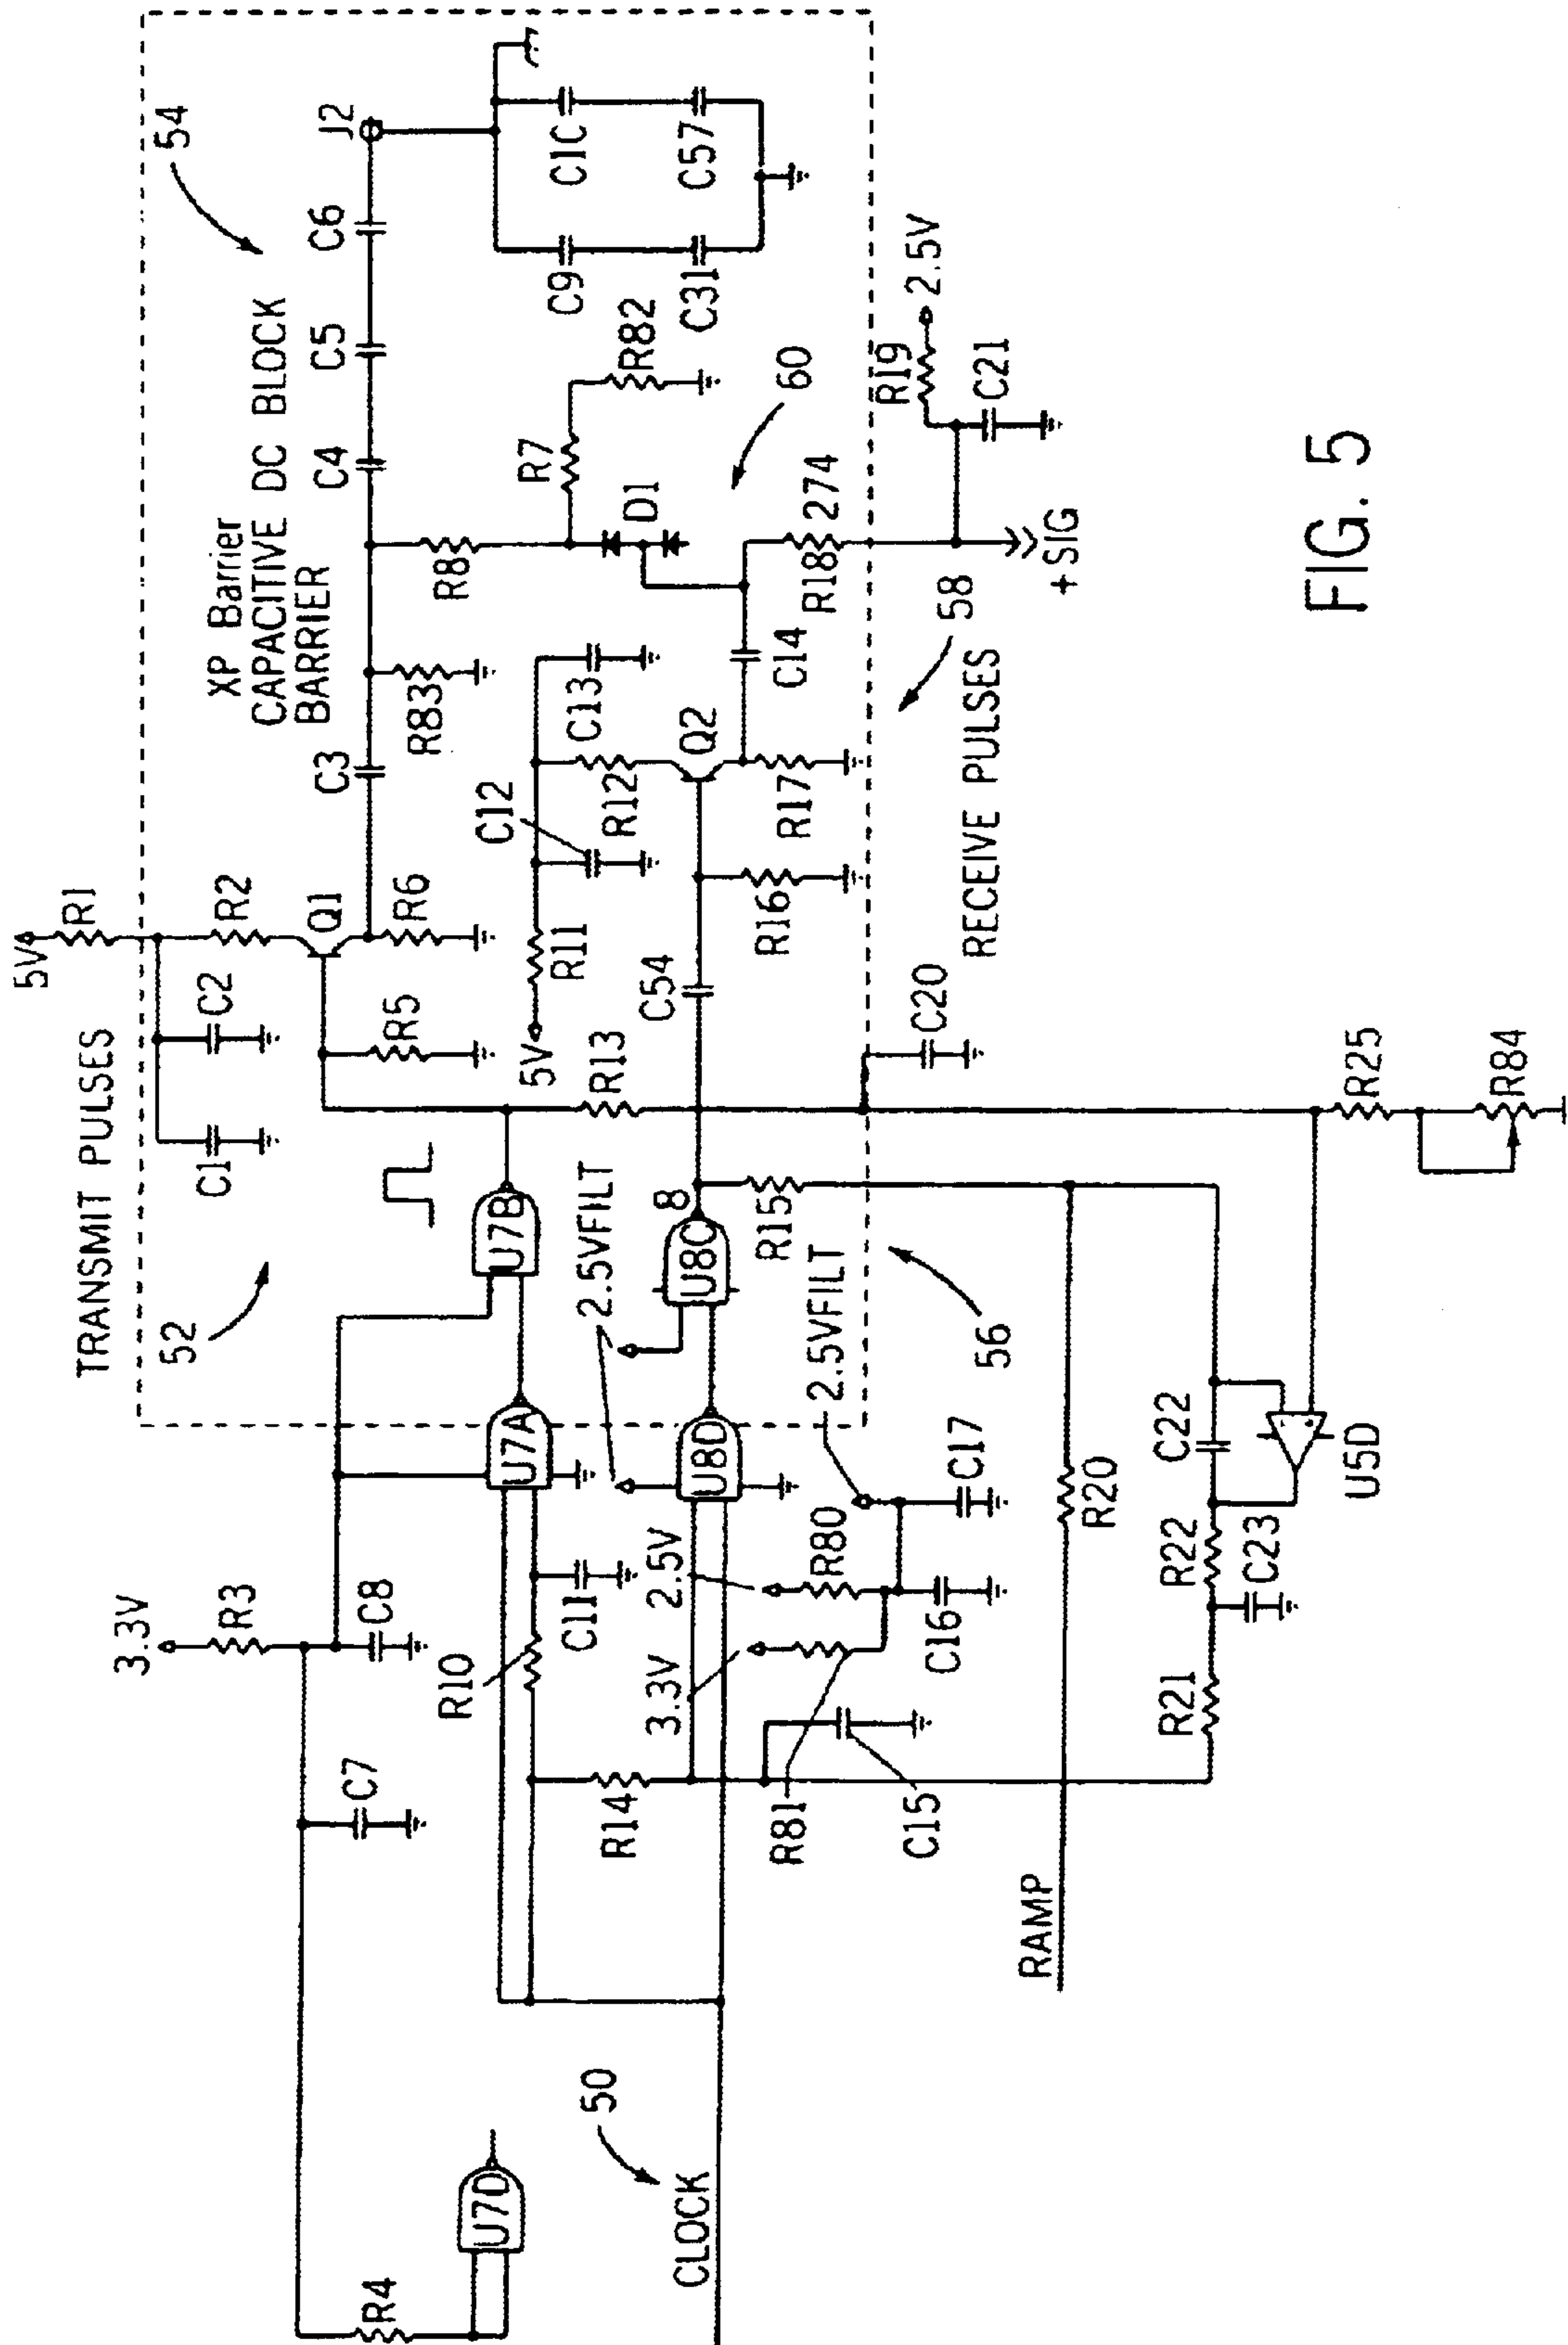 TRANSMIT PULSES
5V
R1
C1
C2
R2
Q1
R5
R6
52
54
XP Barrier
CAPACITIVE DC BLOCK
BARRIER
C3
C4
C5
C6
J2
R83
R8
R7
R82
D1
C9
C1C
C31
C57
60
3.3V
R3
C8
C7
R4
U7D
R10
C11
U7A
U7B
5V
R11
C12
R12
C13
R13
C54
Q2
R16
R17
C14
R18
274
R19
2.5V
C21
+SIG
58
RECEIVE PULSES
C20
2.5VFILT
U8C
8
R15
U8D
56
50
CLOCK
R14
3.3V
2.5V
R80
R81
C15
C16
C17
2.5VFILT
RAMP
R20
R21
R22
C23
C22
U5D
R25
R84
FIG. 5